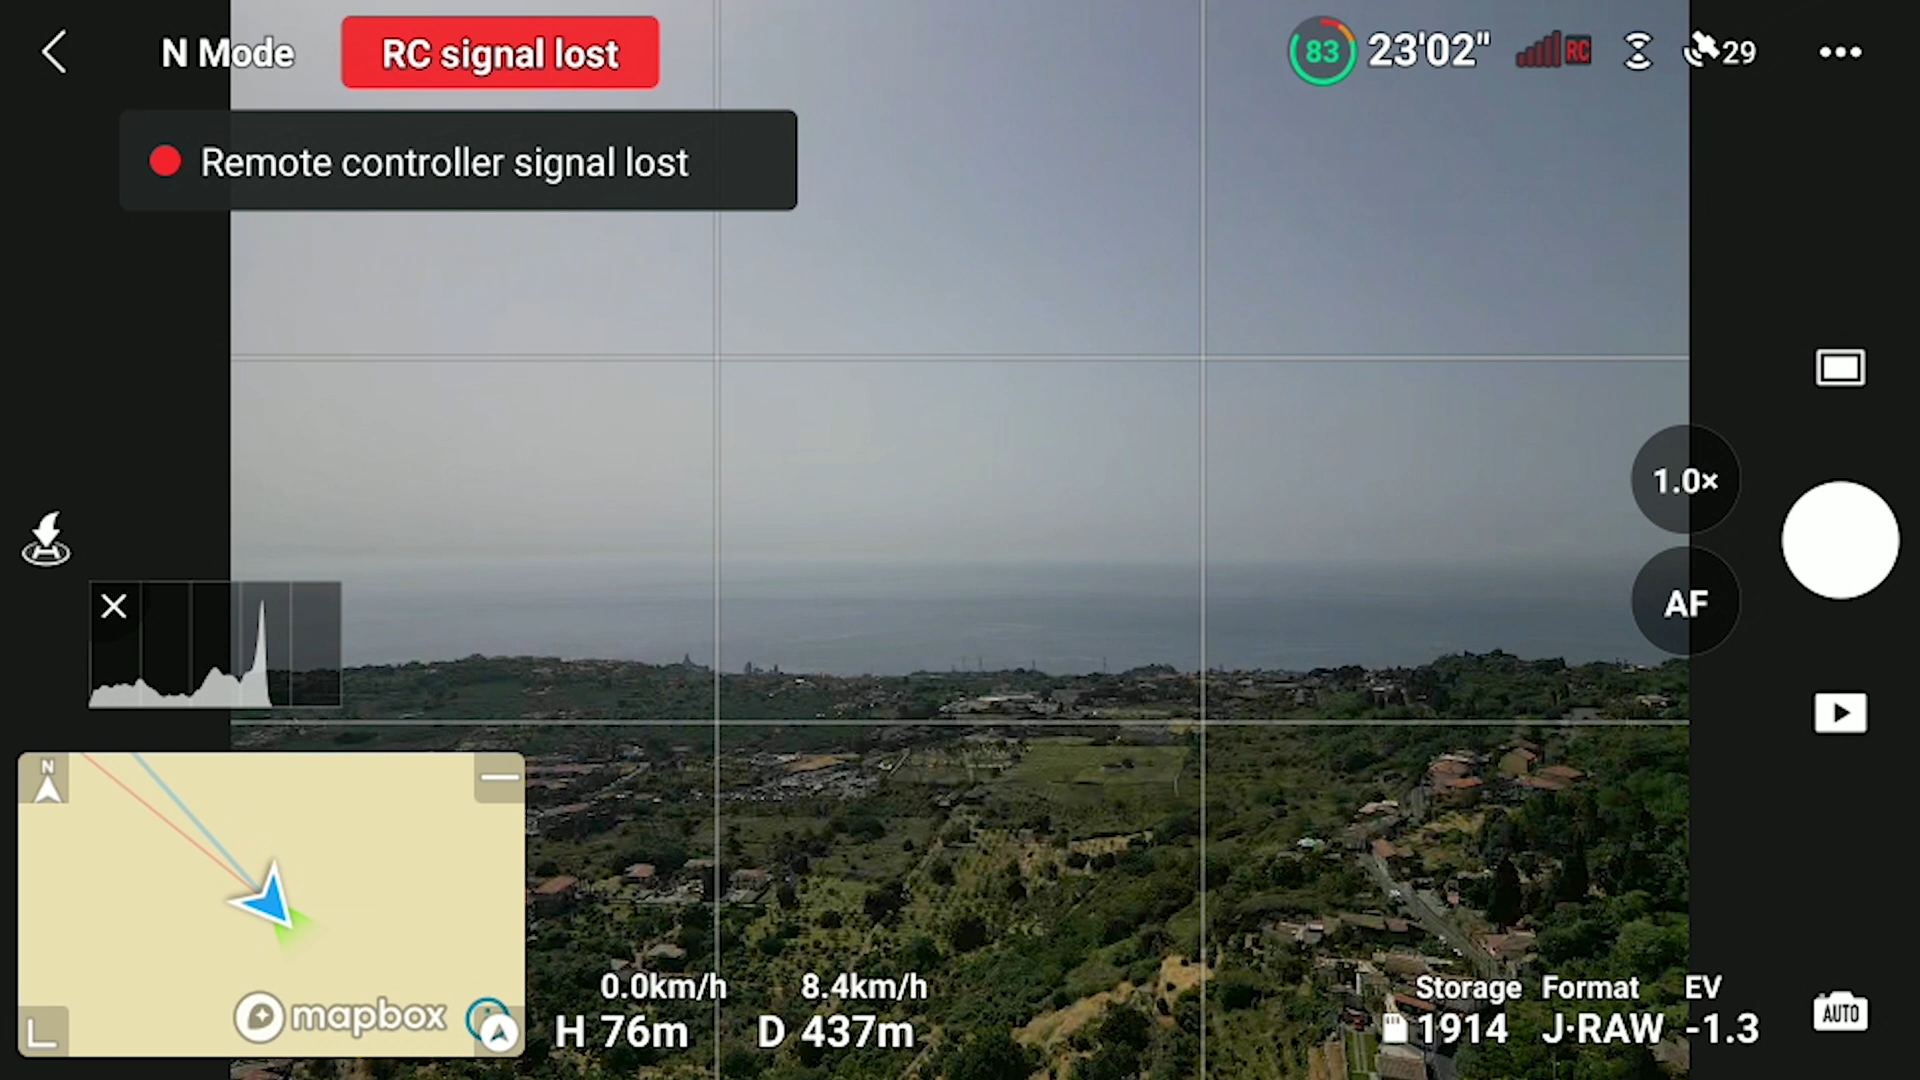 N Mode
RC signal lost
83
23'02"
RC
29
Remote controller signal lost
1.0×
AF
N
mapbox
0.0km/h
8.4km/h
H 76m
D 437m
Storage
Format
EV
1914
J·RAW
-1.3
AUTO